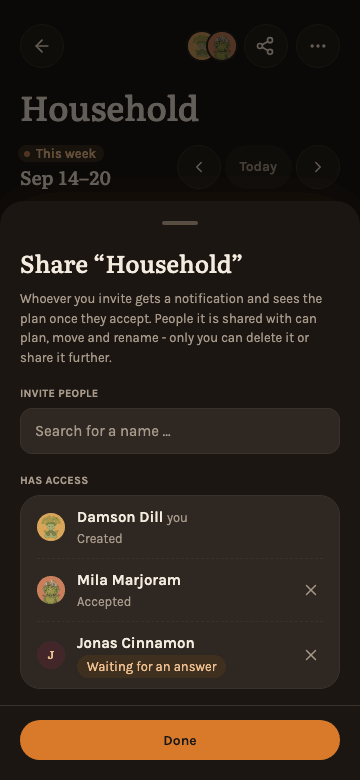 Household
This week
Sep 14–20
Today
Share “Household”
Whoever you invite gets a notification and sees the
plan once they accept. People it is shared with can
plan, move and rename - only you can delete it or
share it further.
INVITE PEOPLE
Search for a name ...
HAS ACCESS
Damson Dill you
Created
Mila Marjoram
Accepted
J
Jonas Cinnamon
Waiting for an answer
Done